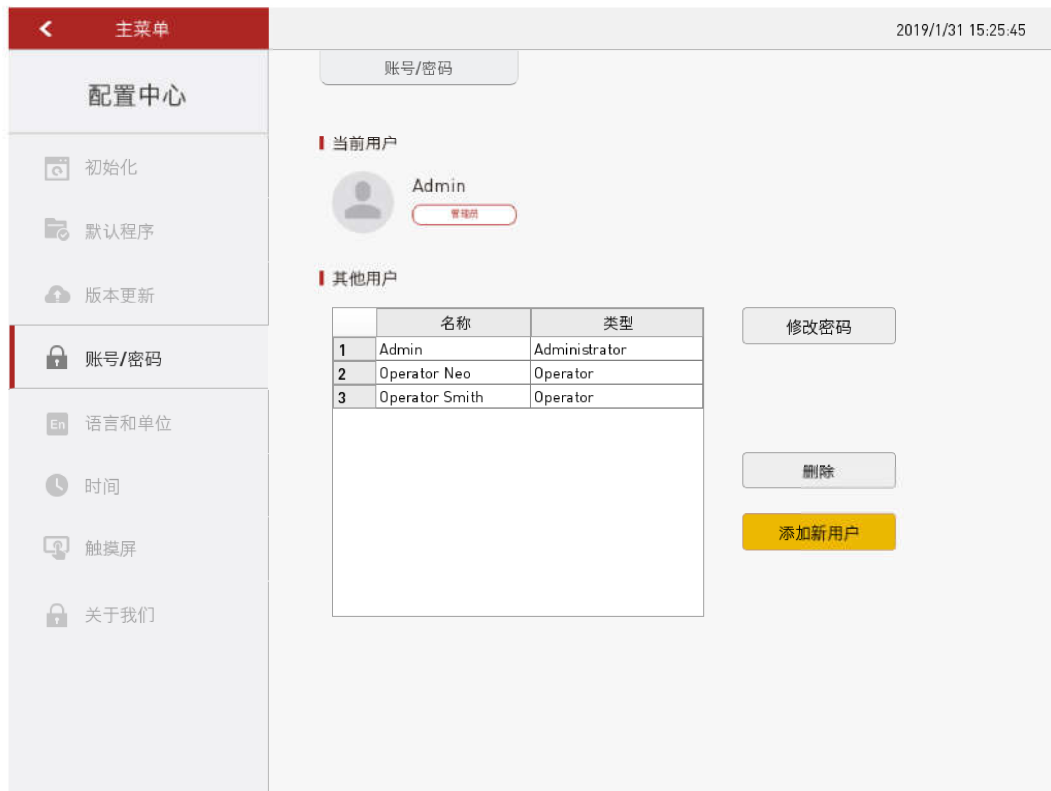 主菜单
2019/1/31 15:25:45
配置中心
初始化
默认程序
版本更新
账号/密码
En 语言和单位
时间
触摸屏
关于我们
账号/密码
当前用户
Admin
管理员
其他用户
名称 类型
1 Admin Administrator
2 Operator Neo Operator
3 Operator Smith Operator
修改密码
删除
添加新用户